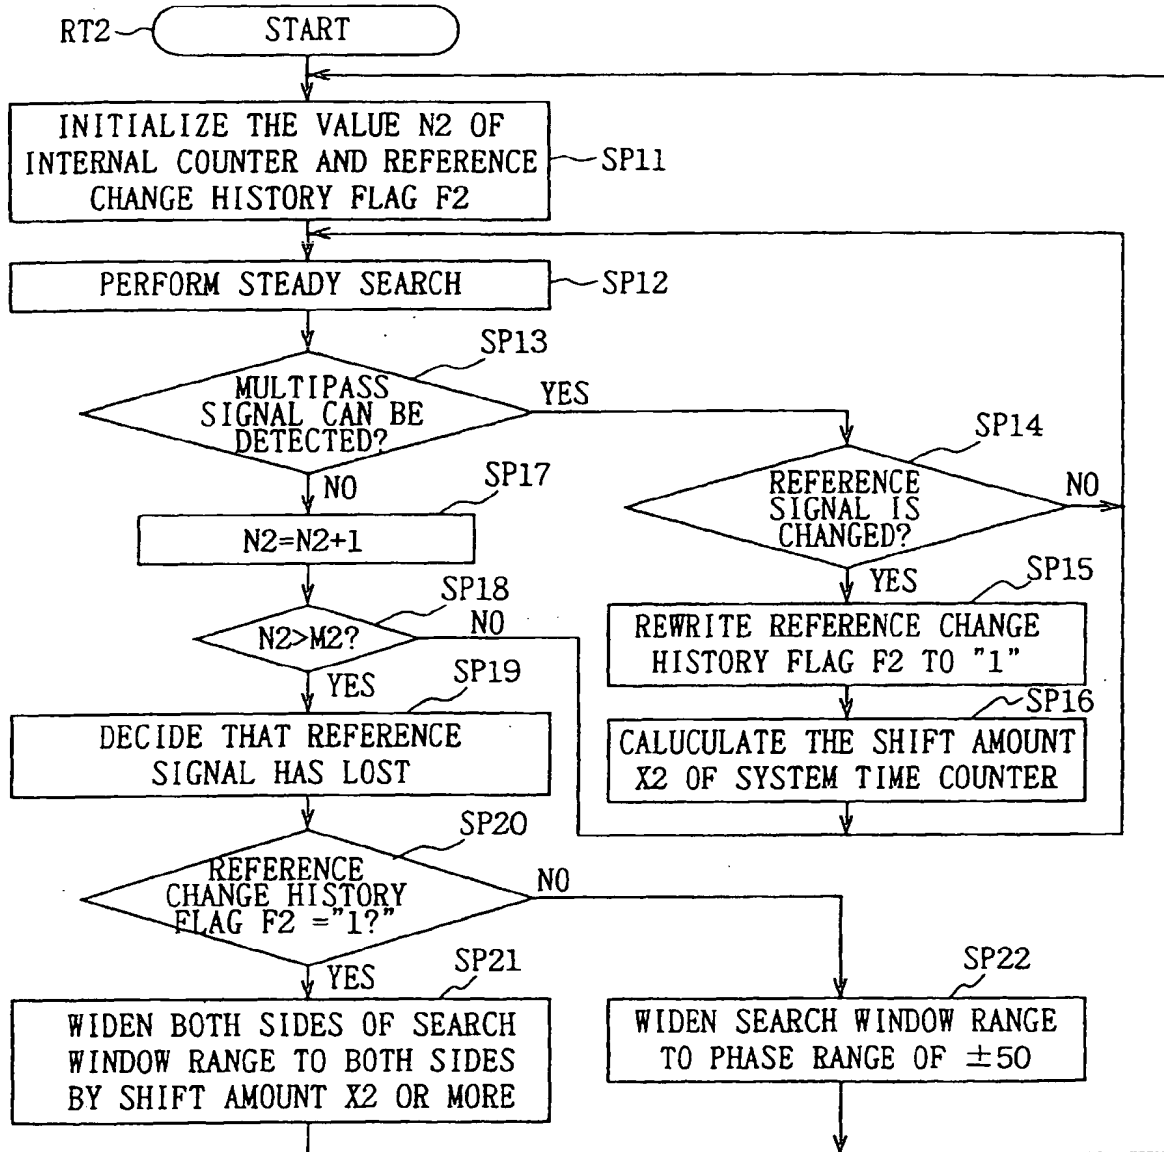 RT2
START
INITIALIZE THE VALUE N2 OF
INTERNAL COUNTER AND REFERENCE
CHANGE HISTORY FLAG F2
SP11
PERFORM STEADY SEARCH
SP12
SP13
MULTIPASS
SIGNAL CAN BE
DETECTED?
YES
NO
SP14
REFERENCE
SIGNAL IS
CHANGED?
NO
YES
SP17
N2=N2+1
SP15
REWRITE REFERENCE CHANGE
HISTORY FLAG F2 TO "1"
SP18
N2>M2?
NO
YES
SP16
CALUCULATE THE SHIFT AMOUNT
X2 OF SYSTEM TIME COUNTER
SP19
DECIDE THAT REFERENCE
SIGNAL HAS LOST
SP20
REFERENCE
CHANGE HISTORY
FLAG F2 ="1?"
NO
YES
SP21
WIDEN BOTH SIDES OF SEARCH
WINDOW RANGE TO BOTH SIDES
BY SHIFT AMOUNT X2 OR MORE
SP22
WIDEN SEARCH WINDOW RANGE
TO PHASE RANGE OF ±50